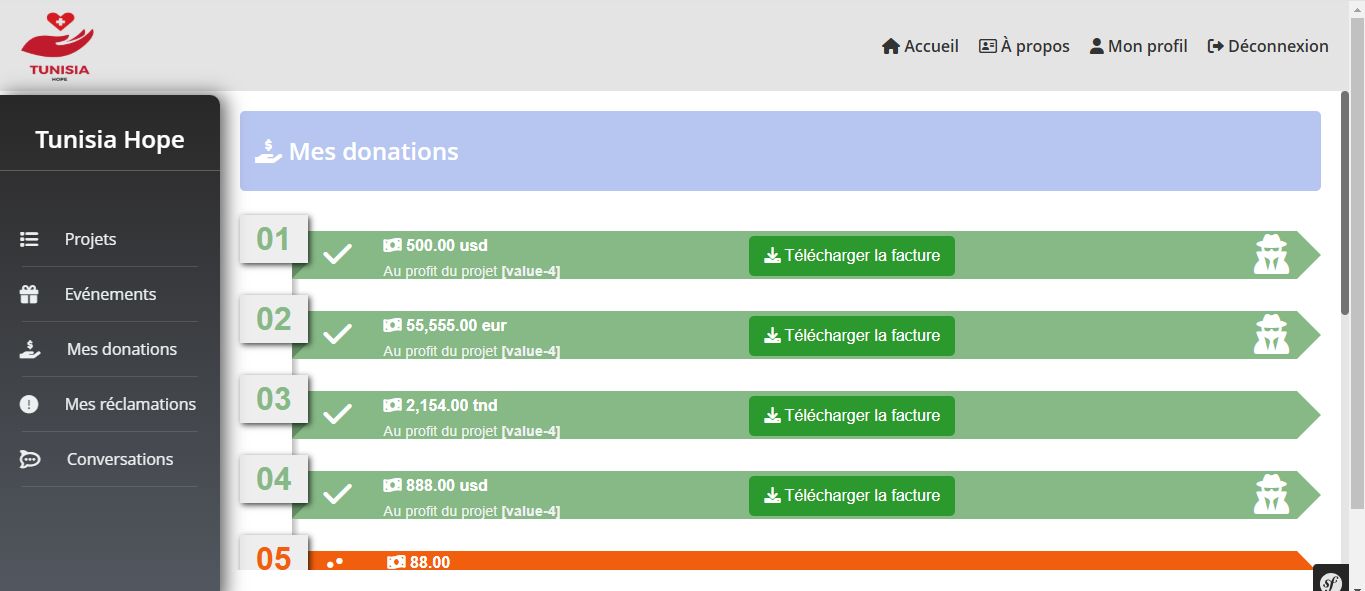 TUNISIA
HOPE
Accueil
À propos
Mon profil
Déconnexion
Tunisia Hope
Projets
Evénements
Mes donations
Mes réclamations
Conversations
Mes donations
01
500.00 usd
Au profit du projet [value-4]
Télécharger la facture
02
55,555.00 eur
Au profit du projet [value-4]
Télécharger la facture
03
2,154.00 tnd
Au profit du projet [value-4]
Télécharger la facture
04
888.00 usd
Au profit du projet [value-4]
Télécharger la facture
05
88.00
sf